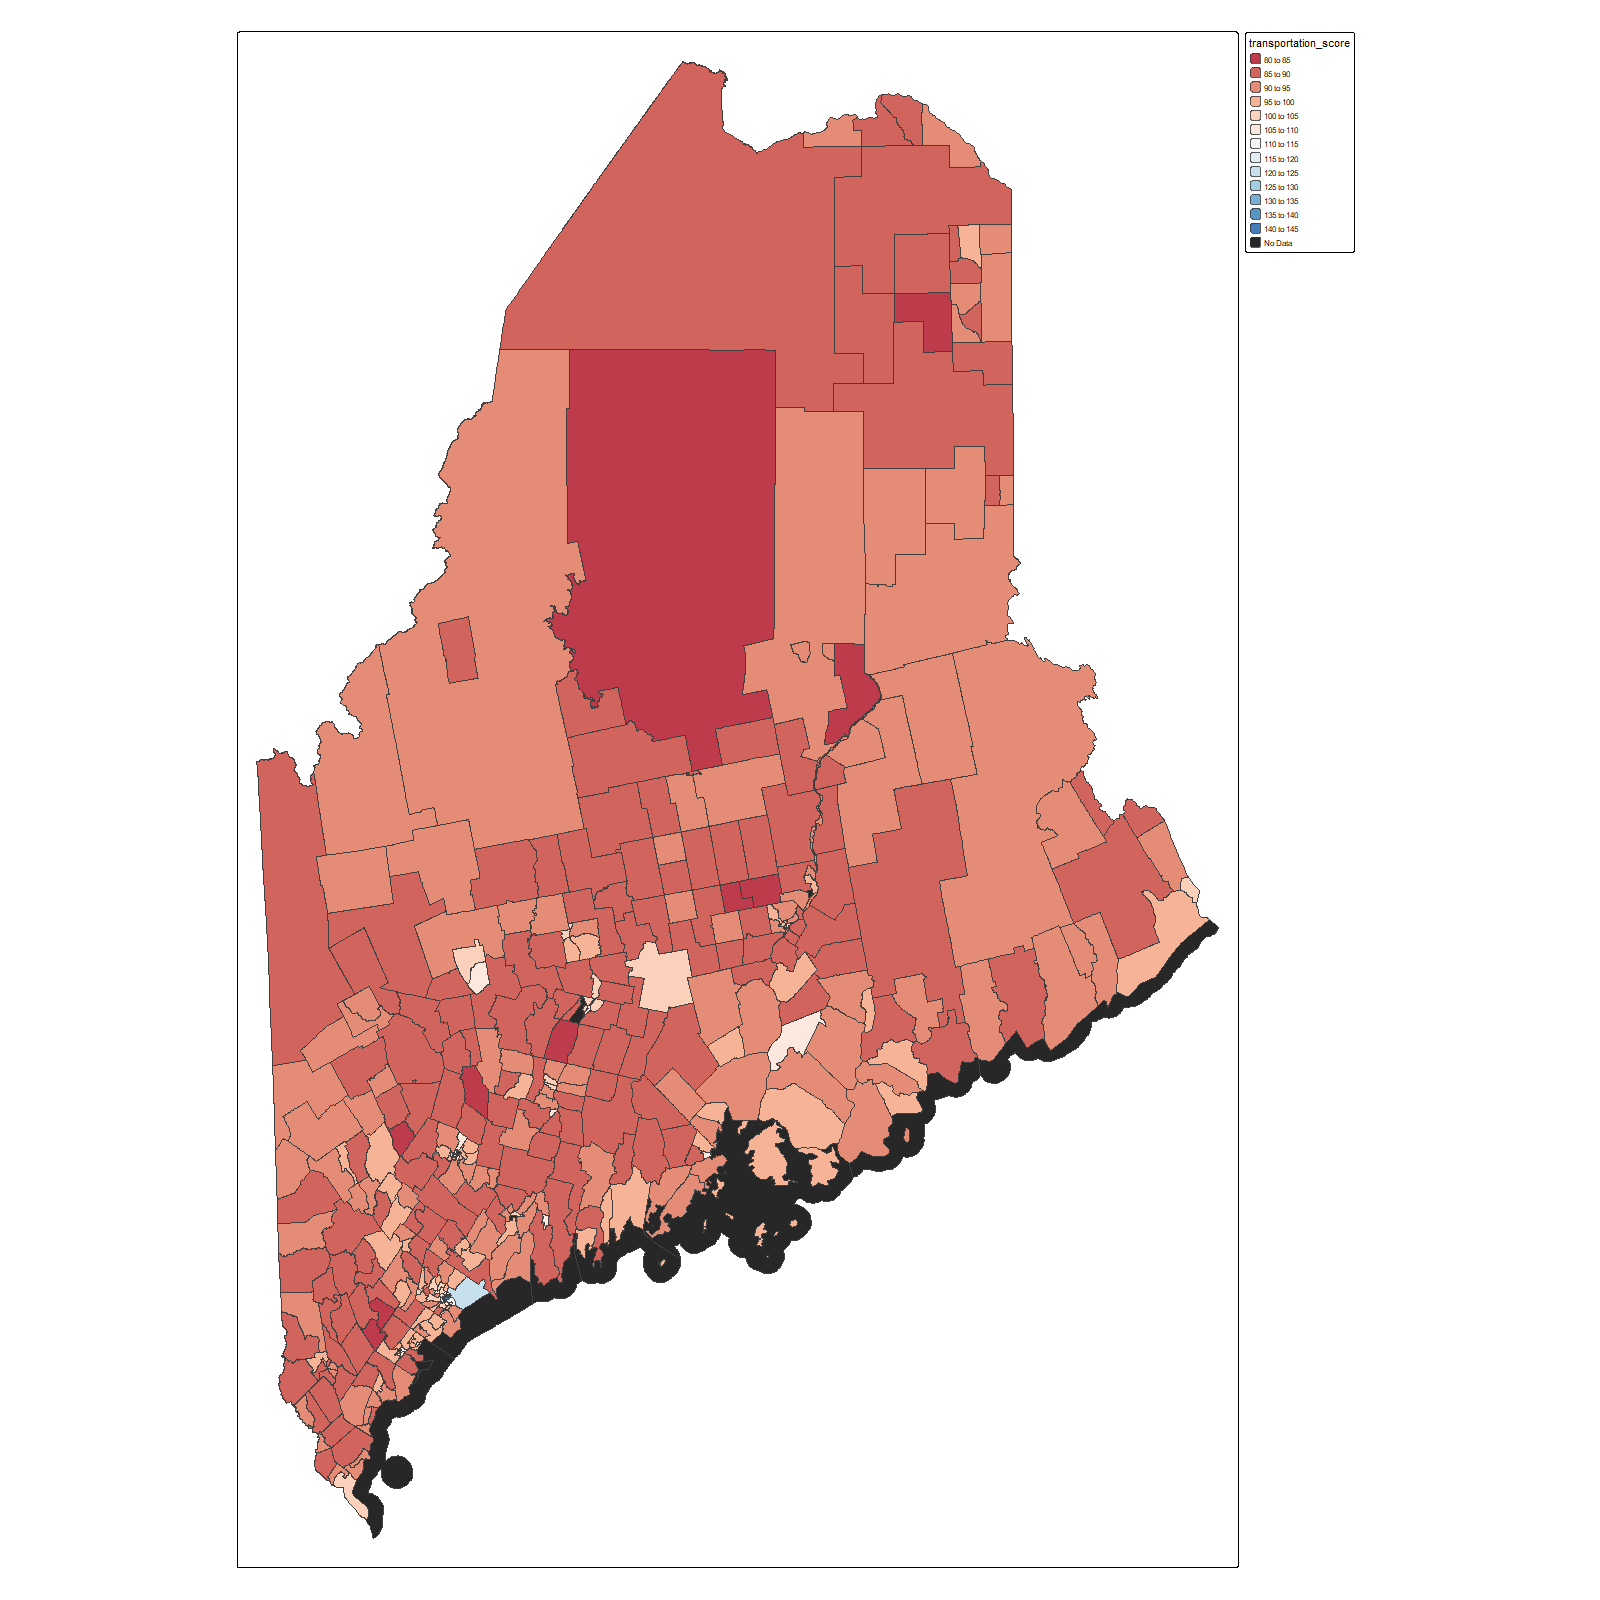 transportation_score
80 to 85
85 to 90
90 to 95
95 to 100
100 to 105
105 to 110
110 to 115
115 to 120
120 to 125
125 to 130
130 to 135
135 to 140
140 to 145
No Data